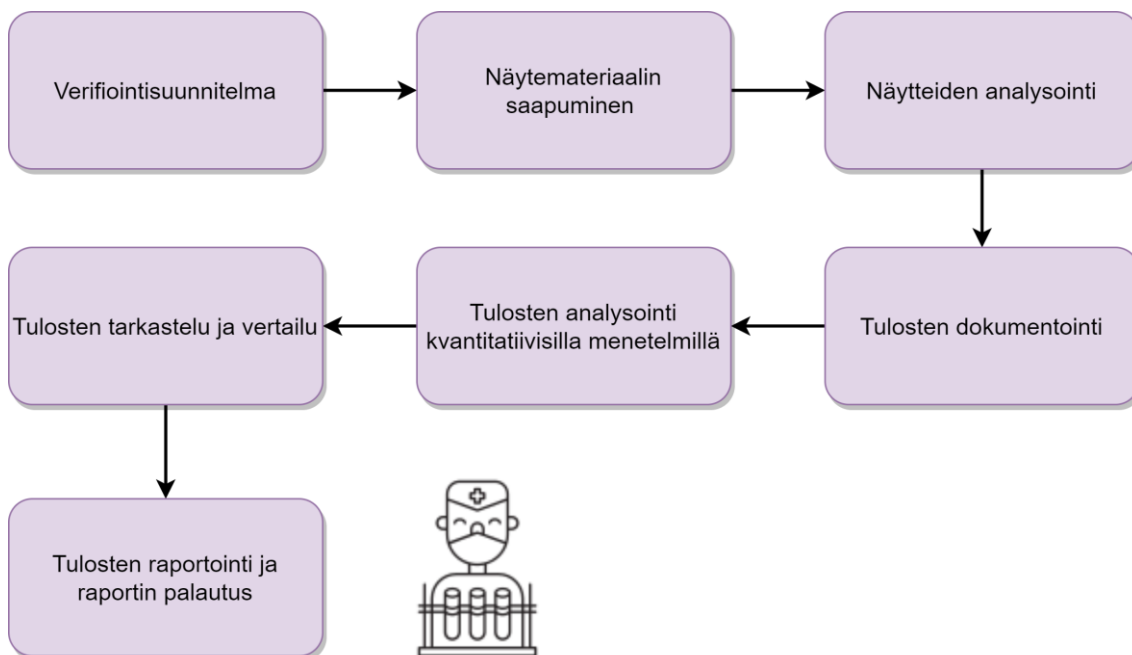 Verifiointisuunnitelma
Näytemateriaalin
saapuminen
Näytteiden analysointi
Tulosten dokumentointi
Tulosten analysointi
kvantitatiivisilla menetelmillä
Tulosten tarkastelu ja vertailu
Tulosten raportointi ja
raportin palautus